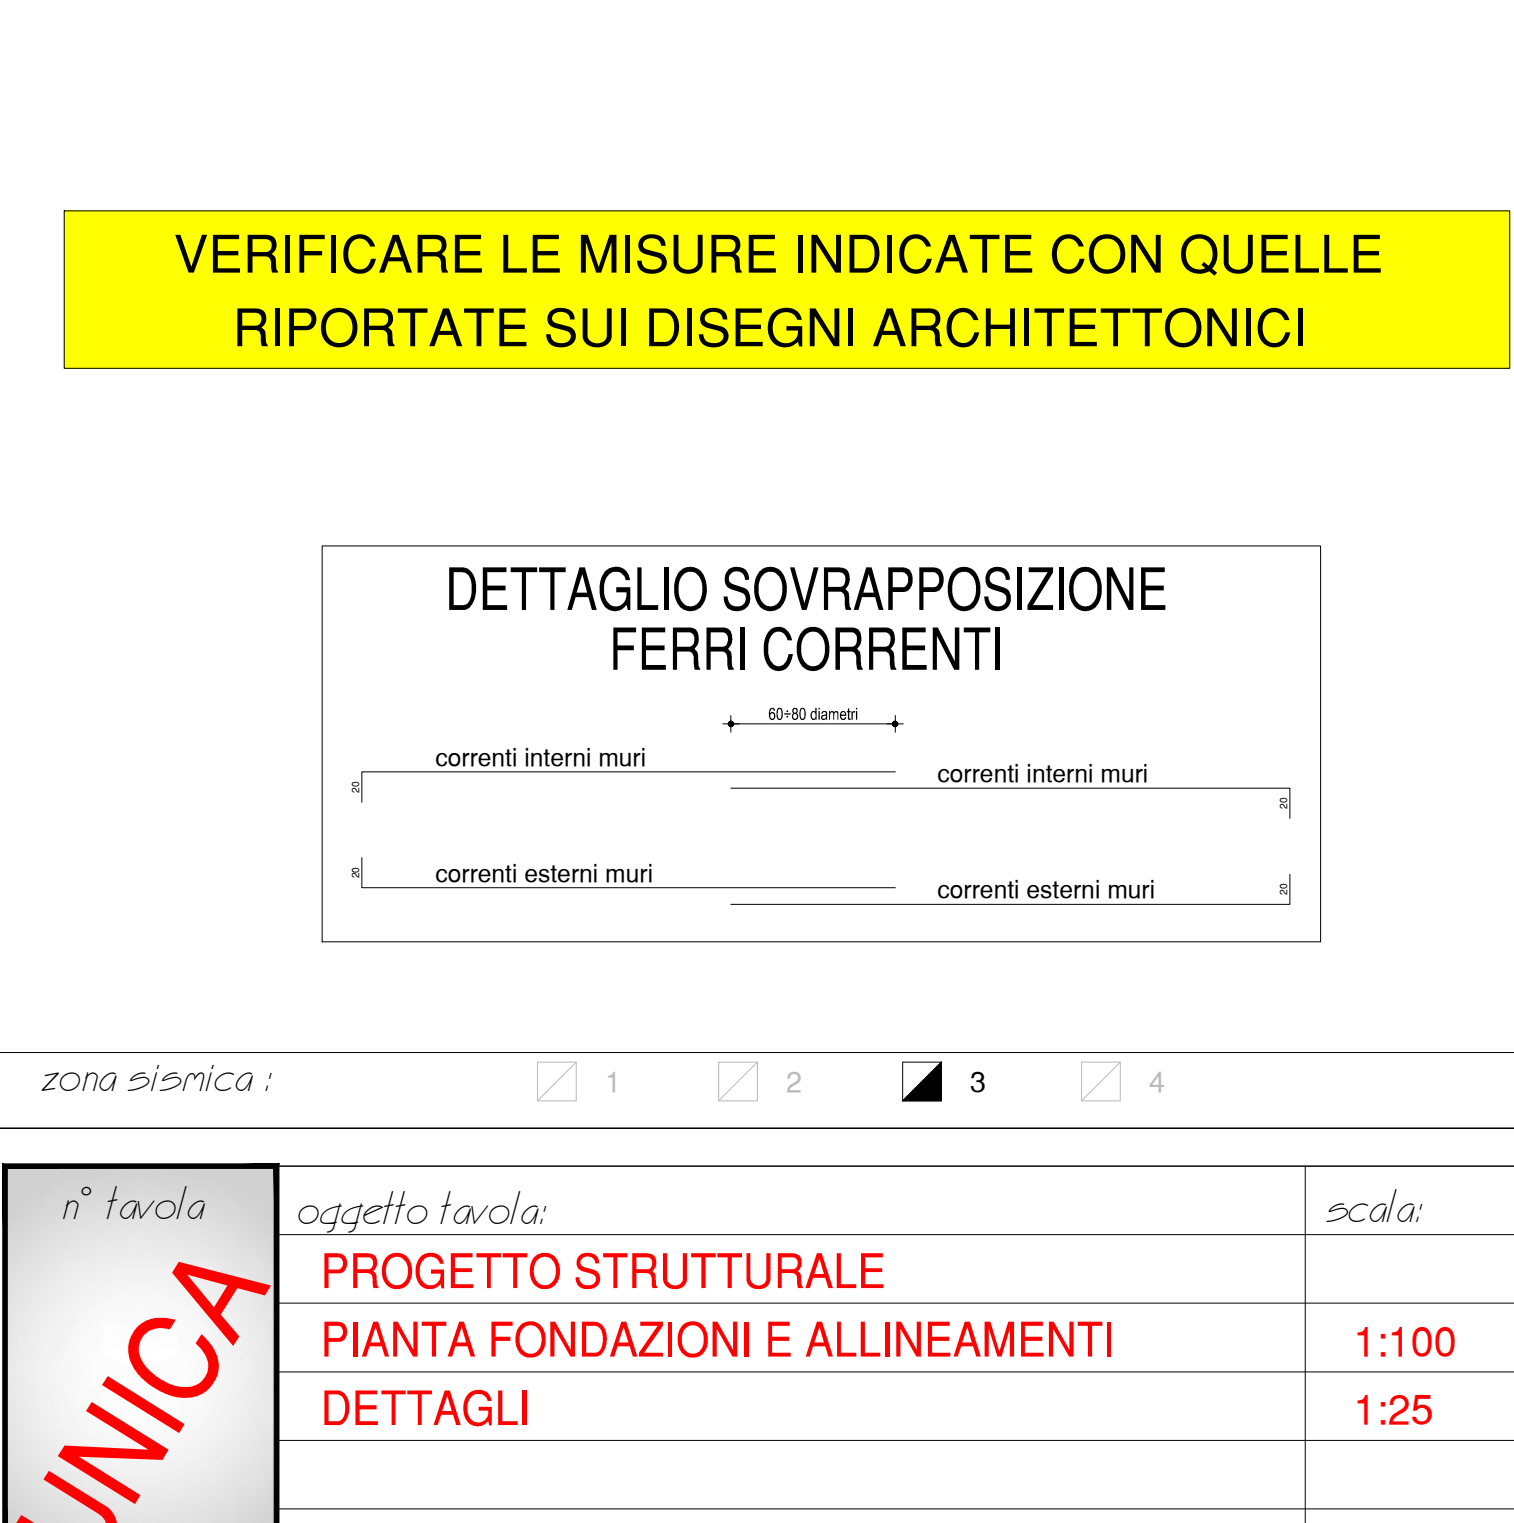 VERIFICARE LE MISURE INDICATE CON QUELLE
RIPORTATE SUI DISEGNI ARCHITETTONICI
DETTAGLIO SOVRAPPOSIZIONE
FERRI CORRENTI
60÷80 diametri
correnti interni muri
correnti interni muri
20
20
correnti esterni muri
correnti esterni muri
20
20
zona sismica : 1 2 3 4
n° tavola
UNICA
oggetto tavola: scala:
PROGETTO STRUTTURALE
PIANTA FONDAZIONI E ALLINEAMENTI 1:100
DETTAGLI 1:25